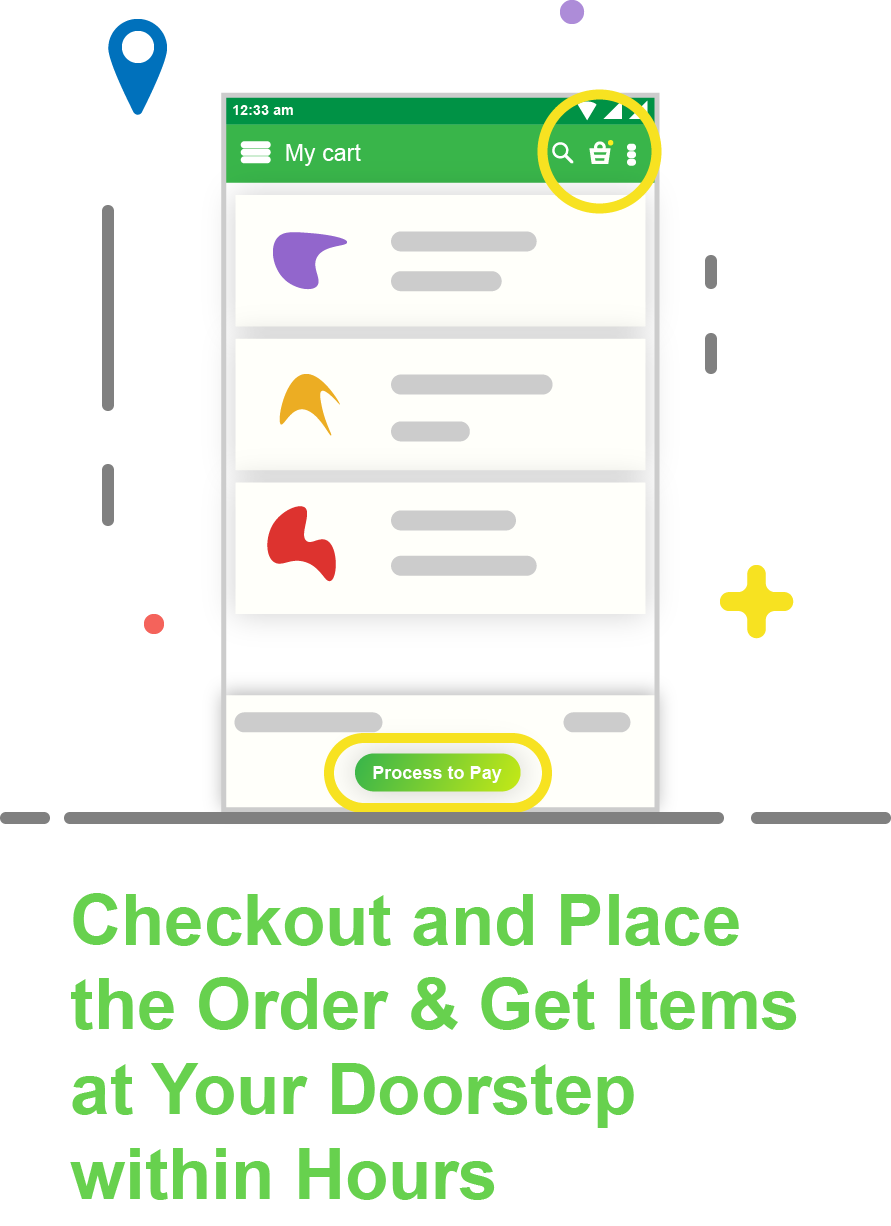 12:33 am
My cart
Process to Pay
Checkout and Place
the Order & Get Items
at Your Doorstep
within Hours